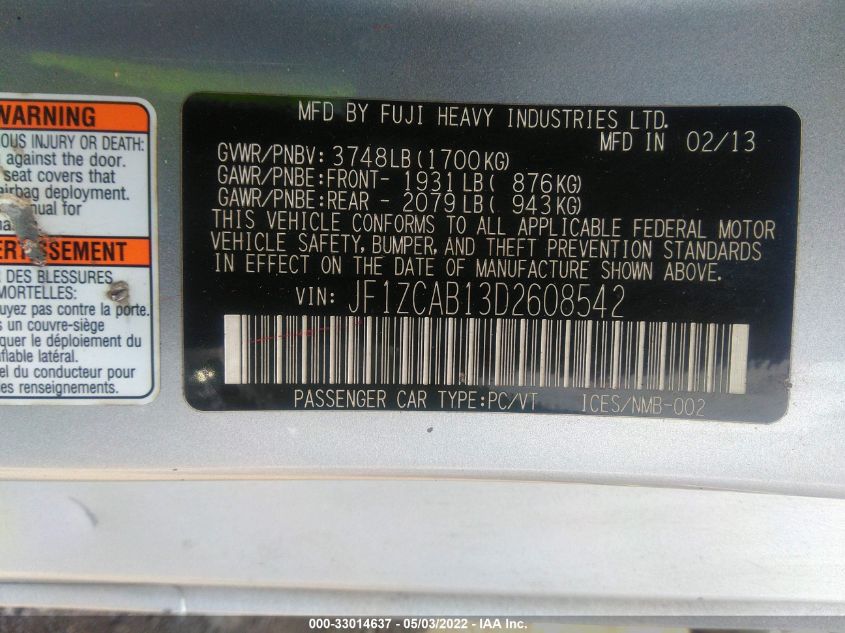 WARNING
OUS INJURY OR DEATH:
against the door.
seat covers that
airbag deployment.
for
SEMENT
DES BLESSURES
MORTELLES:
puyez pas contre la porte.
un couvre-siège
quer le déploiement du
flable latéral.
el du conducteur pour
renseignements.
MFD BY FUJI HEAVY INDUSTRIES LTD.
MFD IN 02/13
GVWR/PNBV: 3748LB(1700KG)
GAWR/PNBE:FRONT- 1931LB( 876KG)
GAWR/PNBE:REAR - 2079LB( 943KG)
THIS VEHICLE CONFORMS TO ALL APPLICABLE FEDERAL MOTOR
VEHICLE SAFETY, BUMPER, AND THEFT PREVENTION STANDARDS
IN EFFECT ON THE DATE OF MANUFACTURE SHOWN ABOVE.
VIN: JF1ZCAB13D2608542
PASSENGER CAR TYPE:PC/VT ICES/NMB-002
000-33014637 - 05/03/2022 - IAA Inc.